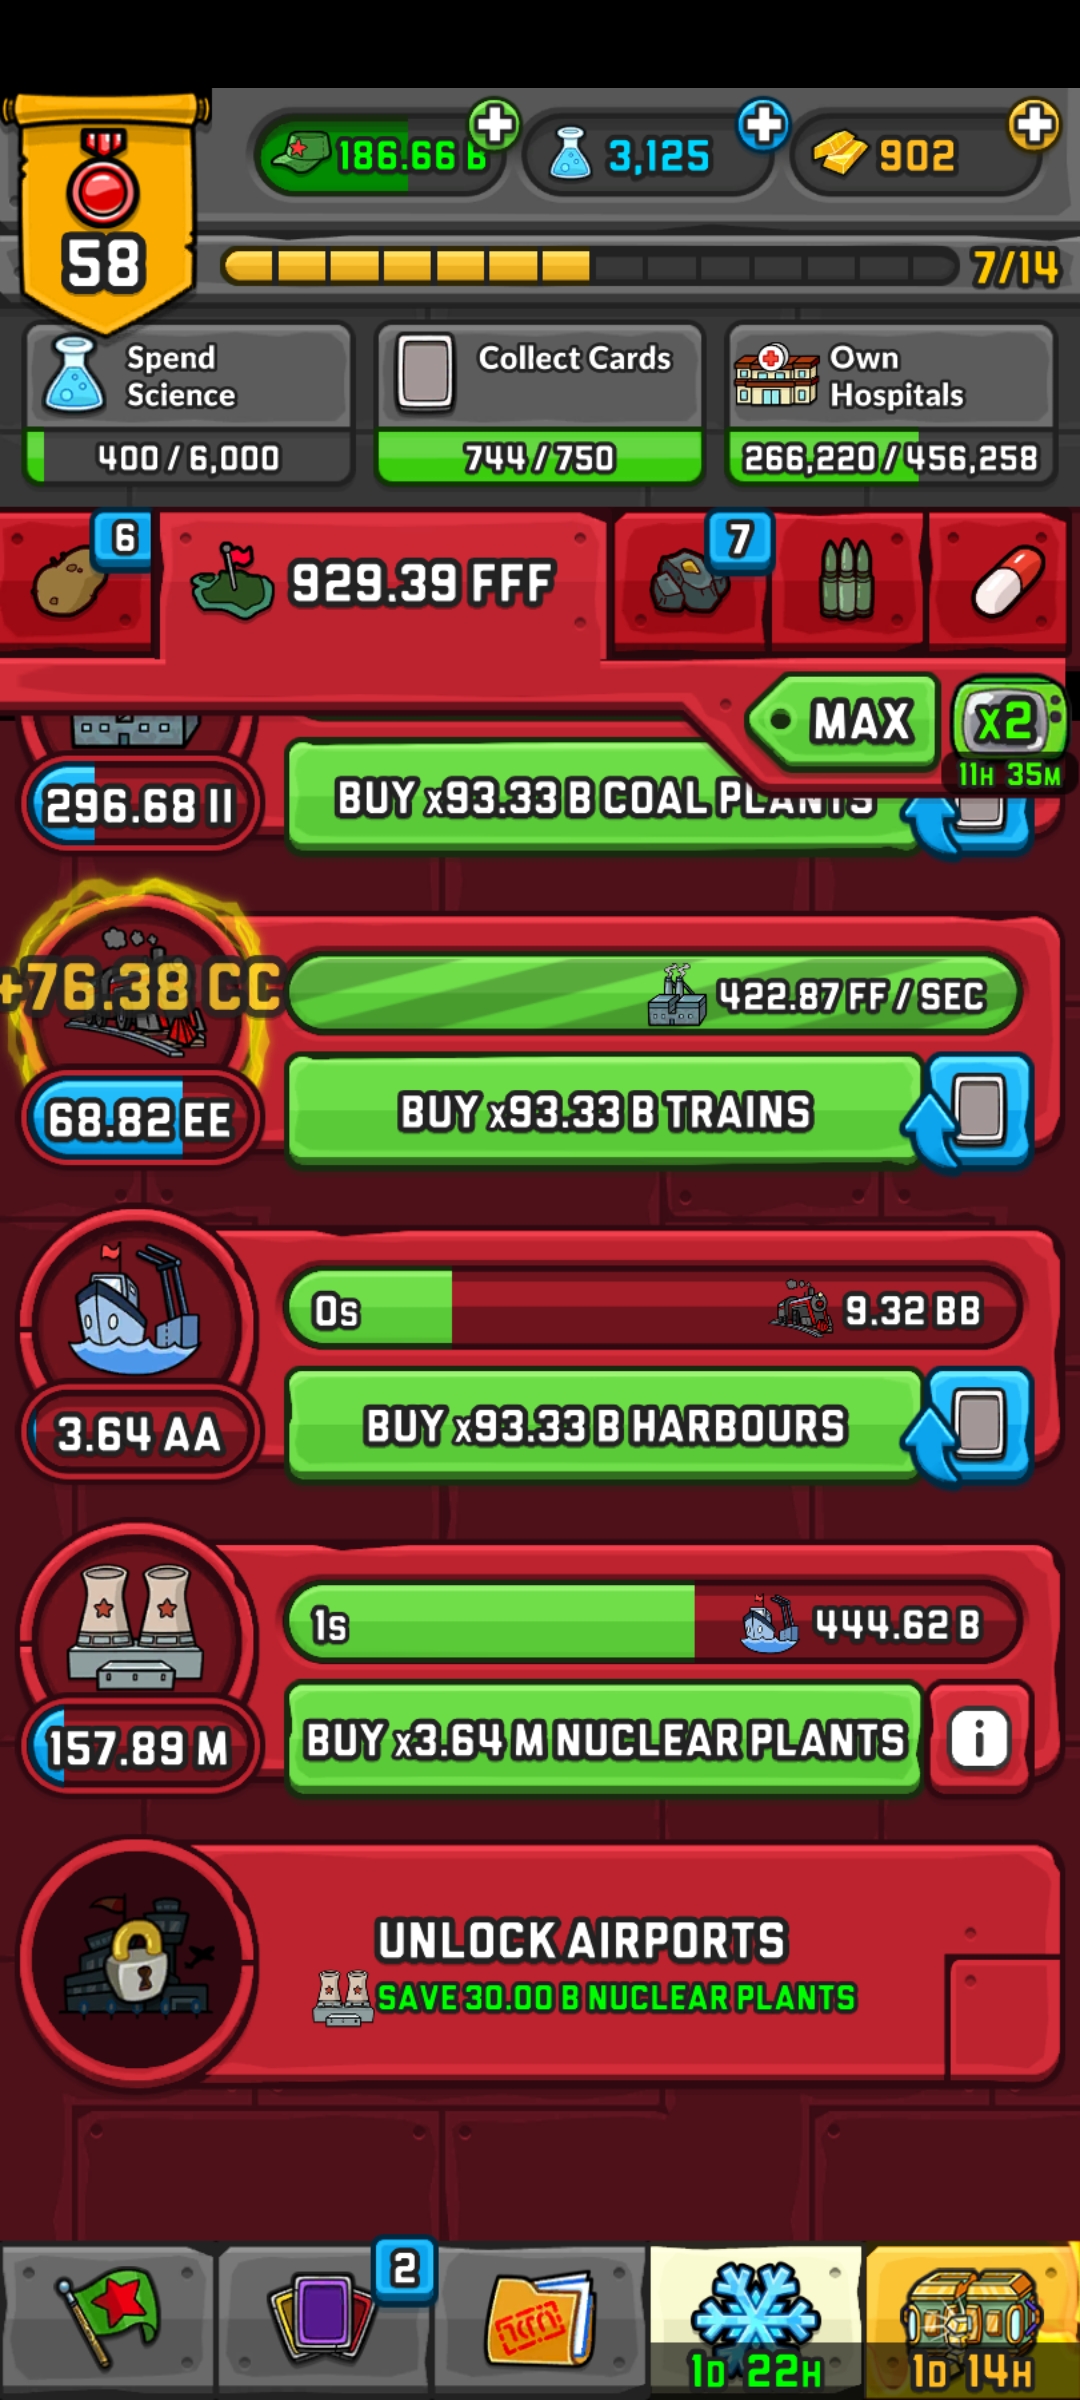 58
186.66 B
3,125
902
7/14
Spend
Science
400 / 6,000
Collect Cards
744 / 750
Own
Hospitals
266,220 / 456,258
6
929.39 FFF
7
MAX
x2
11H 35M
296.68 II
BUY x93.33 B COAL PLANTS
+76.38 CC
422.87 FF / SEC
68.82 EE
BUY x93.33 B TRAINS
0s
9.32 BB
3.64 AA
BUY x93.33 B HARBOURS
1s
444.62 B
157.89 M
BUY x3.64 M NUCLEAR PLANTS
i
UNLOCK AIRPORTS
SAVE 30.00 B NUCLEAR PLANTS
2
1D 22H
1D 14H